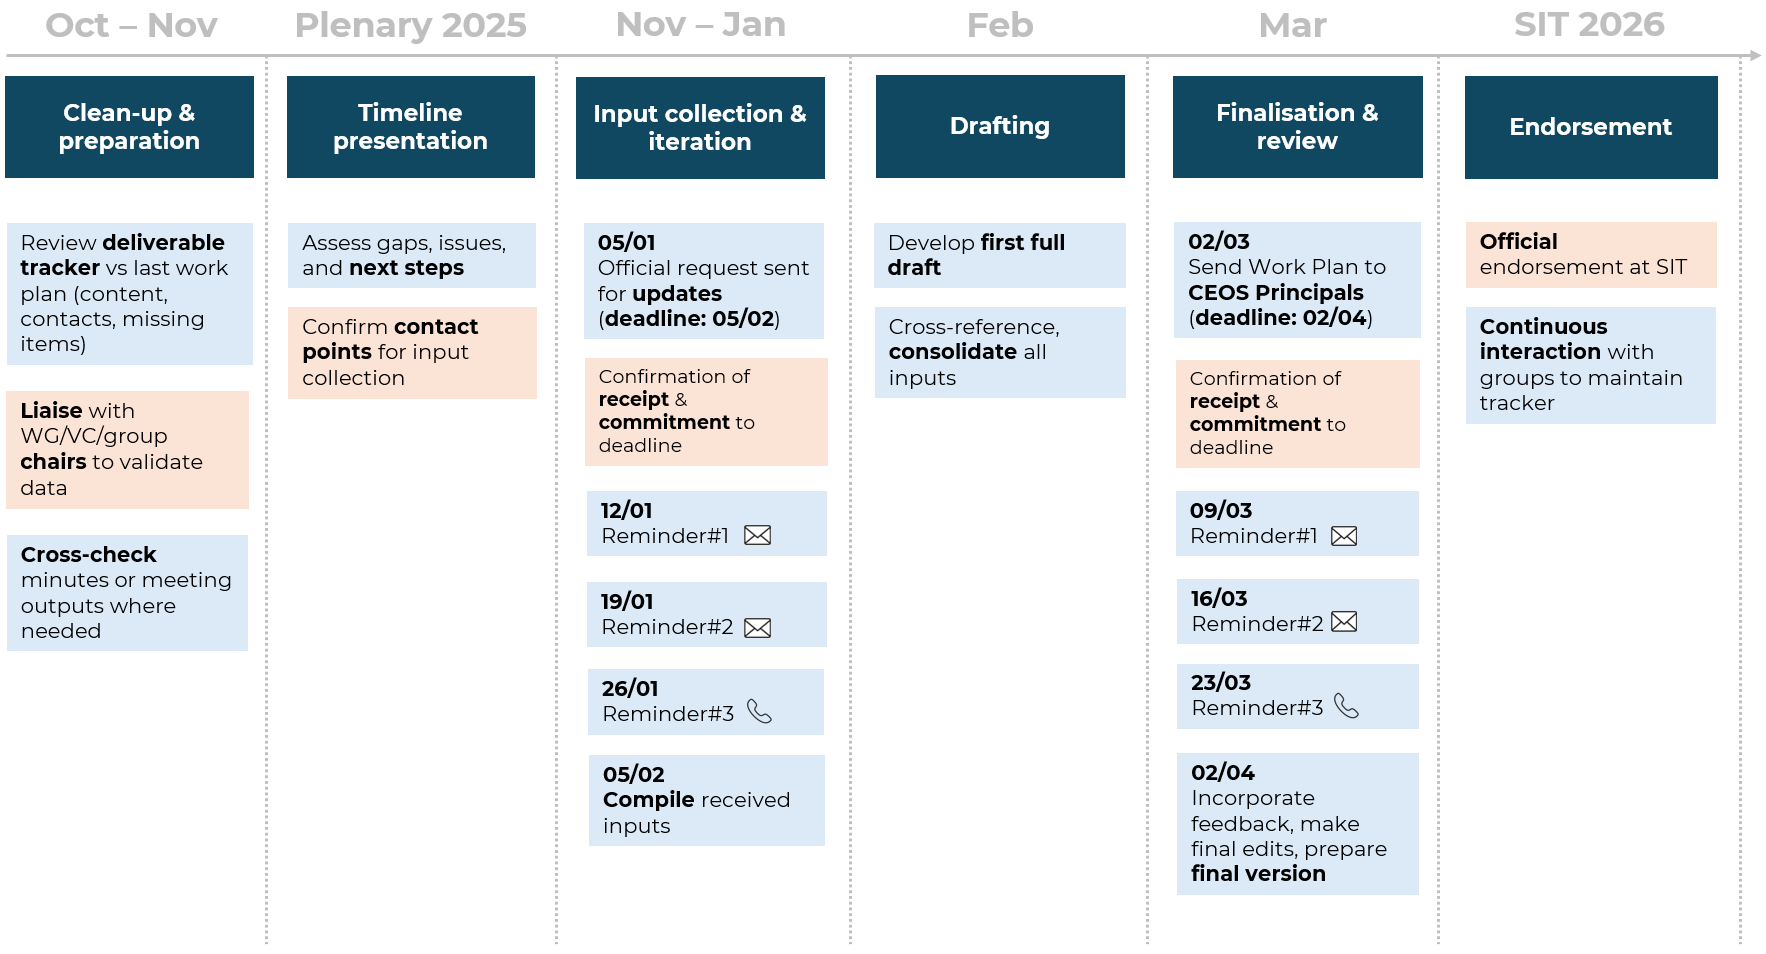 Oct – Nov
Plenary 2025
Nov – Jan
Feb
Mar
SIT 2026
Clean-up &
preparation
Review deliverable
tracker vs last work
plan (content,
contacts, missing
items)
Liaise with
WG/VC/group
chairs to validate
data
Cross-check
minutes or meeting
outputs where
needed
Timeline
presentation
Assess gaps, issues,
and next steps
Confirm contact
points for input
collection
Input collection &
iteration
05/01
Official request sent
for updates
(deadline: 05/02)
Confirmation of
receipt &
commitment to
deadline
12/01
Reminder#1
19/01
Reminder#2
26/01
Reminder#3
05/02
Compile received
inputs
Drafting
Develop first full
draft
Cross-reference,
consolidate all
inputs
Finalisation &
review
02/03
Send Work Plan to
CEOS Principals
(deadline: 02/04)
Confirmation of
receipt &
commitment to
deadline
09/03
Reminder#1
16/03
Reminder#2
23/03
Reminder#3
02/04
Incorporate
feedback, make
final edits, prepare
final version
Endorsement
Official
endorsement at SIT
Continuous
interaction with
groups to maintain
tracker